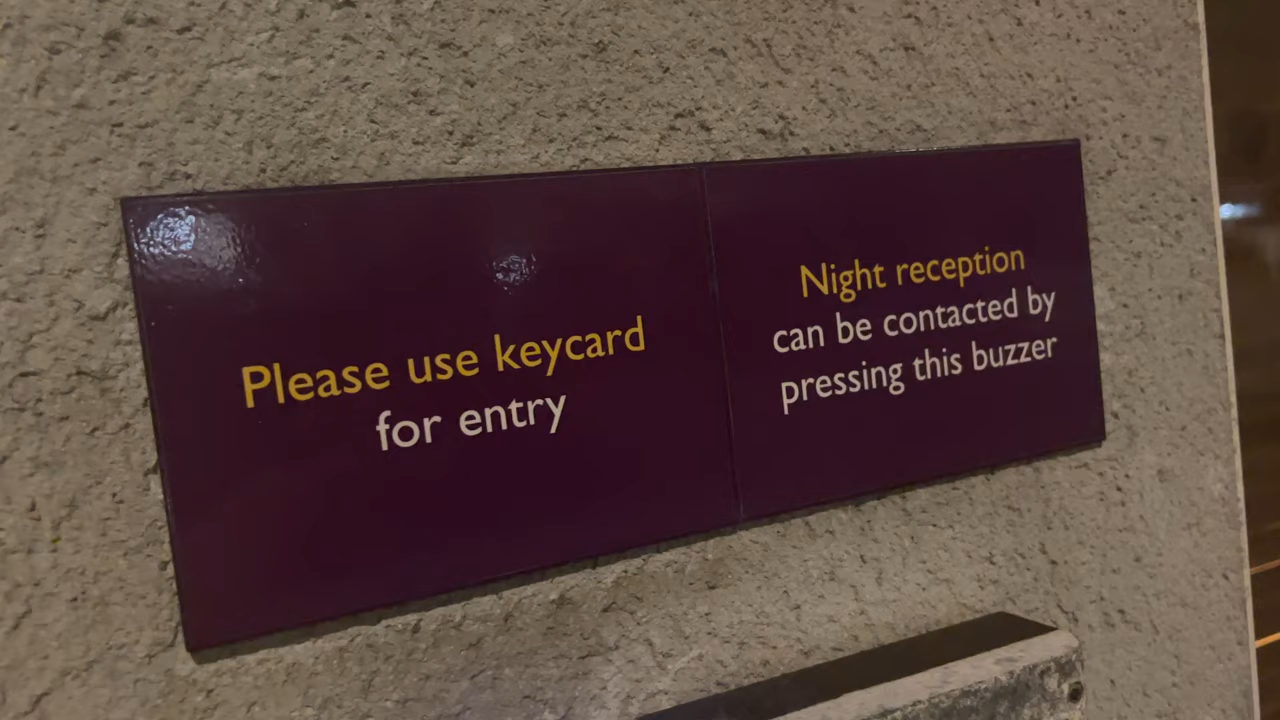 Please use keycard
for entry
Night reception
can be contacted by
pressing this buzzer